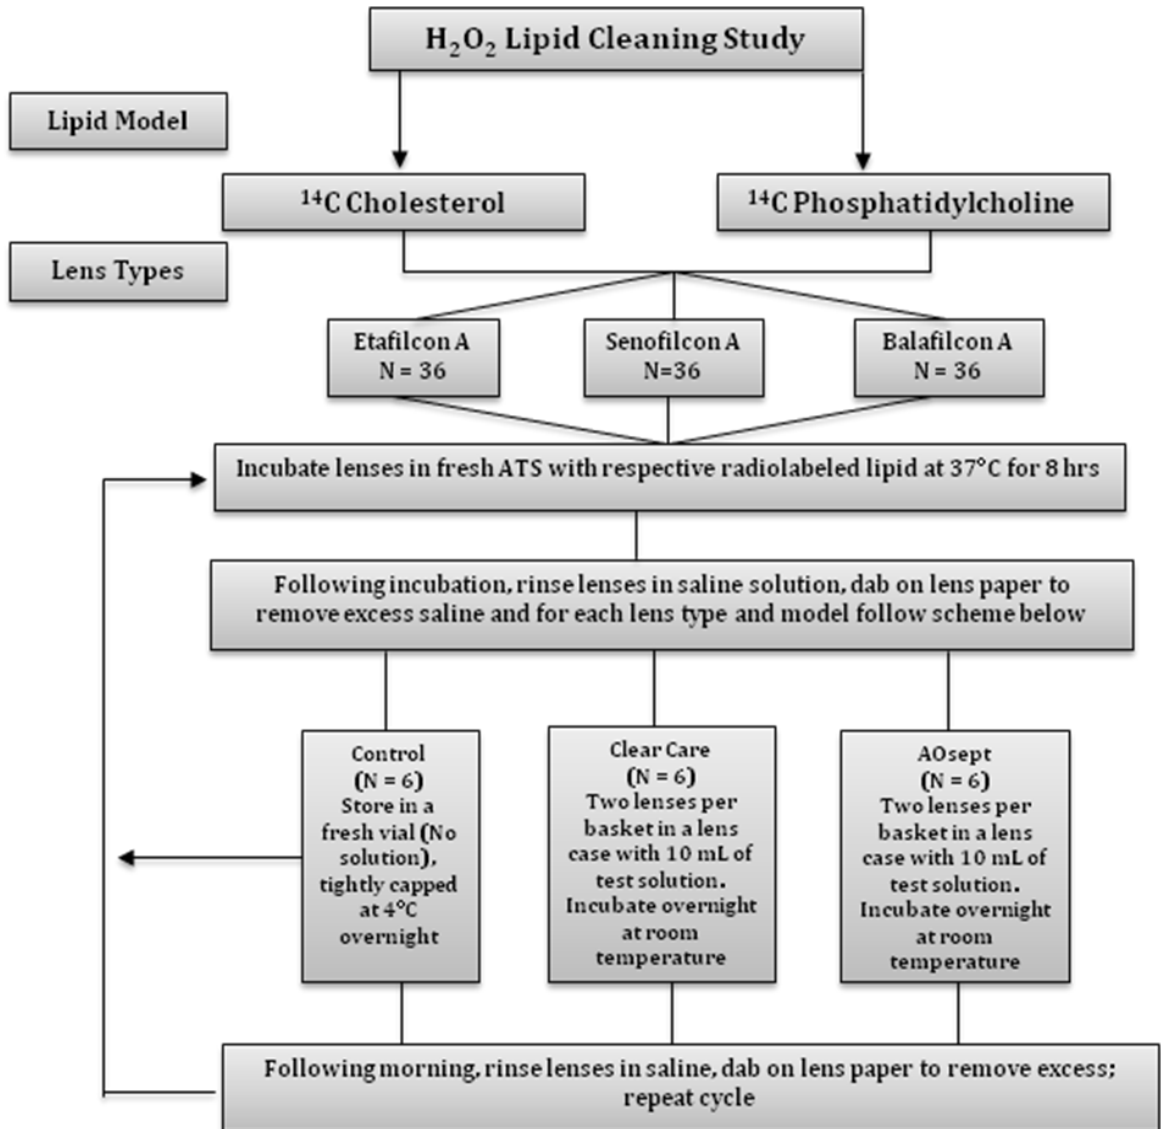 H₂O₂ Lipid Cleaning Study
Lipid Model
¹⁴C Cholesterol
¹⁴C Phosphatidylcholine
Lens Types
Etafilcon A
N = 36
Senofilcon A
N=36
Balafilcon A
N = 36
Incubate lenses in fresh ATS with respective radiolabeled lipid at 37°C for 8 hrs
Following incubation, rinse lenses in saline solution, dab on lens paper to
remove excess saline and for each lens type and model follow scheme below
Control
(N = 6)
Store in a
fresh vial (No
solution),
tightly capped
at 4°C
overnight
Clear Care
(N = 6)
Two lenses per
basket in a lens
case with 10 mL of
test solution.
Incubate overnight
at room
temperature
AOsept
(N = 6)
Two lenses per
basket in a lens
case with 10 mL of
test solution.
Incubate overnight
at room
temperature
Following morning, rinse lenses in saline, dab on lens paper to remove excess;
repeat cycle